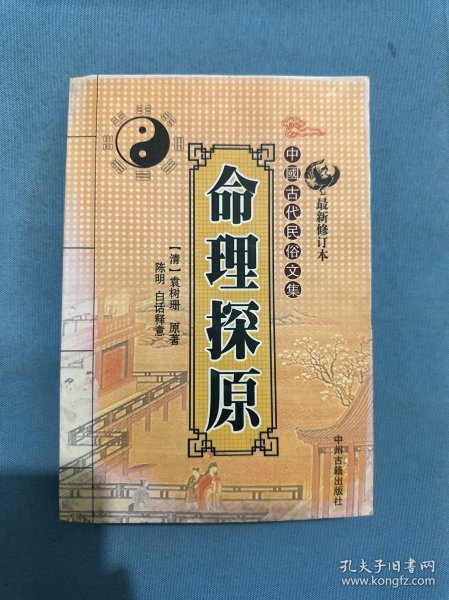 中國古代民俗文集
最新修订本
命理探原
【清】袁树珊 原著
陈明 白话释意
中州古籍出版社
孔夫子旧书网
www.kongfz.com